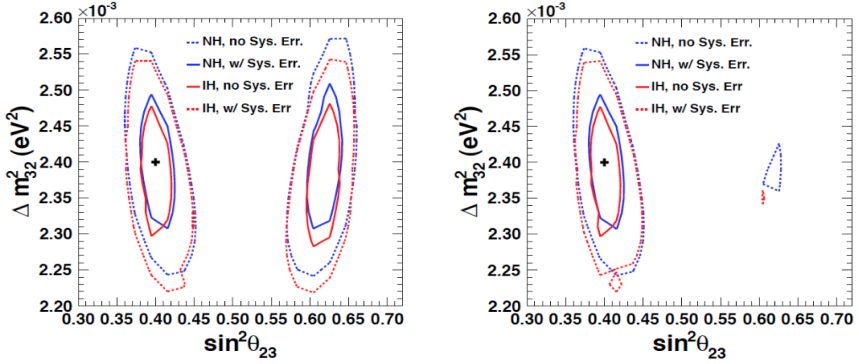 ×10⁻³
2.60
2.55
2.50
2.45
2.40
2.35
2.30
2.25
2.20
Δ m²₃₂ (eV²)
NH, no Sys. Err.
NH, w/ Sys. Err.
IH, no Sys. Err
IH, w/ Sys. Err
0.30 0.35 0.40 0.45 0.50 0.55 0.60 0.65 0.70
sin²θ₂₃
×10⁻³
2.60
2.55
2.50
2.45
2.40
2.35
2.30
2.25
2.20
Δ m²₃₂ (eV²)
NH, no Sys. Err.
NH, w/ Sys. Err.
IH, no Sys. Err
IH, w/ Sys. Err
0.30 0.35 0.40 0.45 0.50 0.55 0.60 0.65 0.70
sin²θ₂₃